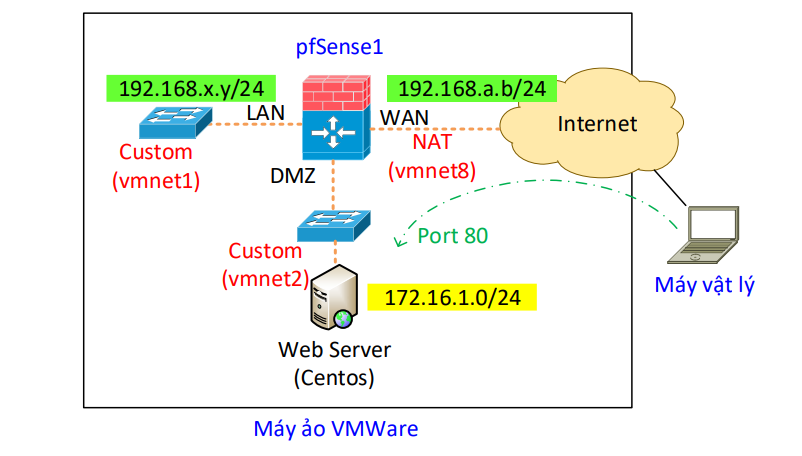 pfSense1
192.168.x.y/24
192.168.a.b/24
LAN
WAN
Internet
Custom
(vmnet1)
NAT
(vmnet8)
DMZ
Port 80
Custom
(vmnet2)
172.16.1.0/24
Máy vật lý
Web Server
(Centos)
Máy ảo VMWare